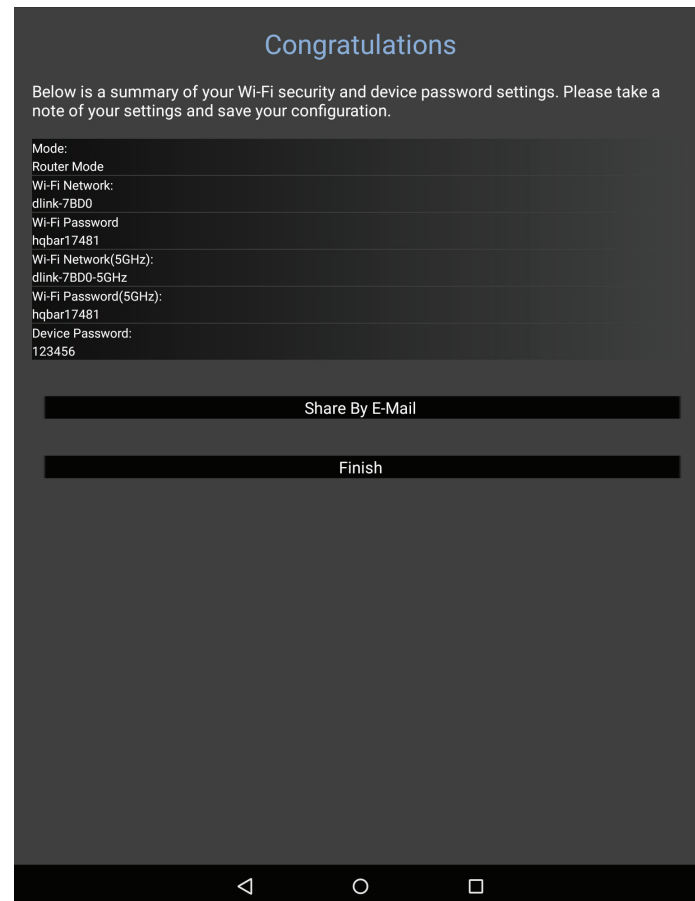 Congratulations
Below is a summary of your Wi-Fi security and device password settings. Please take a
note of your settings and save your configuration.
Mode:
Router Mode
Wi-Fi Network:
dlink-7BD0
Wi-Fi Password
hqbar17481
Wi-Fi Network(5GHz):
dlink-7BD0-5GHz
Wi-Fi Password(5GHz):
hqbar17481
Device Password:
123456
Share By E-Mail
Finish